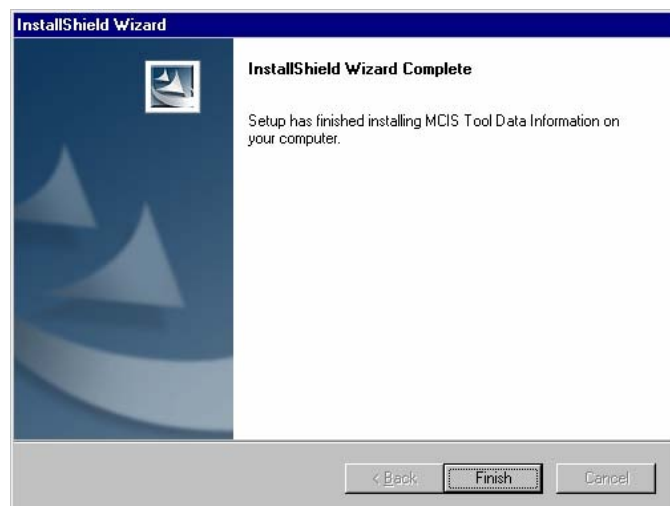 InstallShield Wizard
InstallShield Wizard Complete
Setup has finished installing MCIS Tool Data Information on
your computer.
< Back
Finish
Cancel